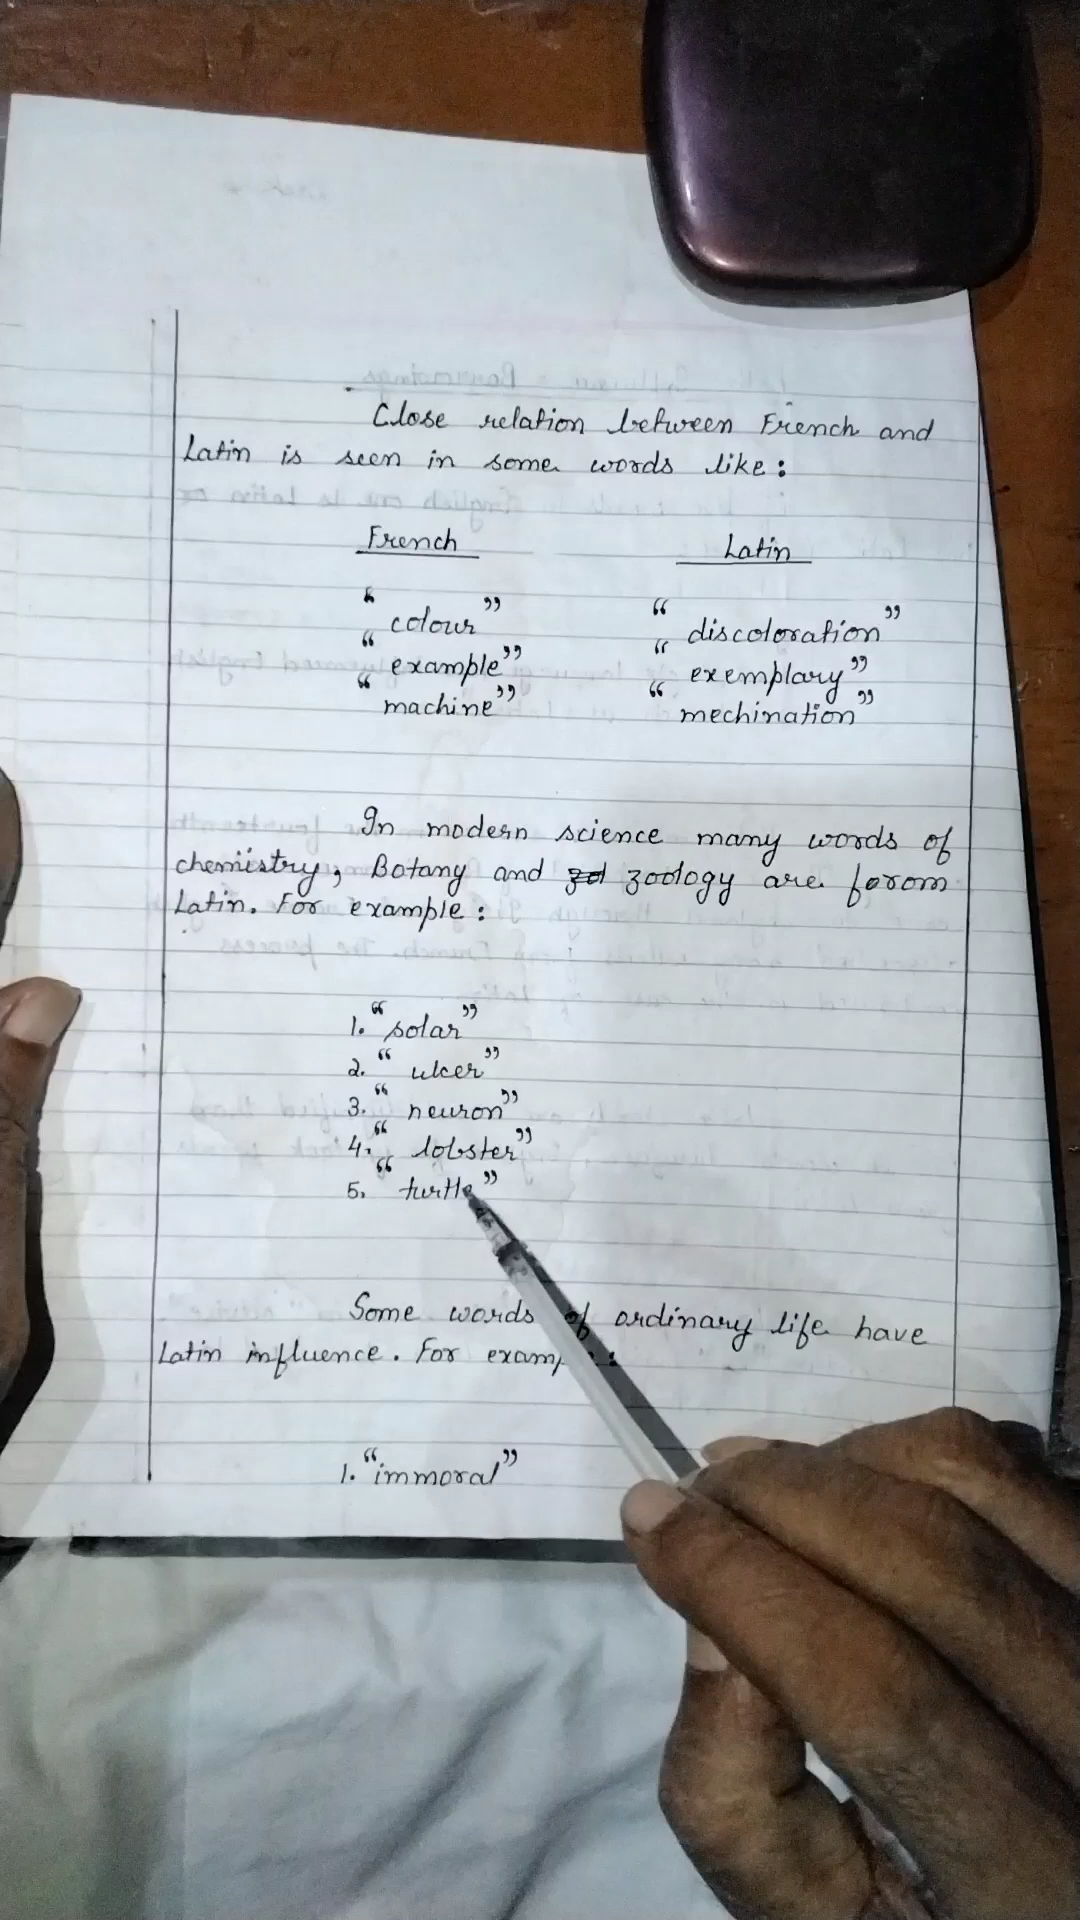 Close relation between French and
Latin is seen in some words like:
French Latin
"colour" "discoloration"
"example" "exemplary"
"machine" "mechination"
In modern science many words of
chemistry, Botany and zoology are forom
Latin. For example:
1. "solar"
2. "ulcer"
3. "neuron"
4. "lobster"
5. "turtle"
Some words of ordinary life have
Latin influence. For examp :
1. "immoral"